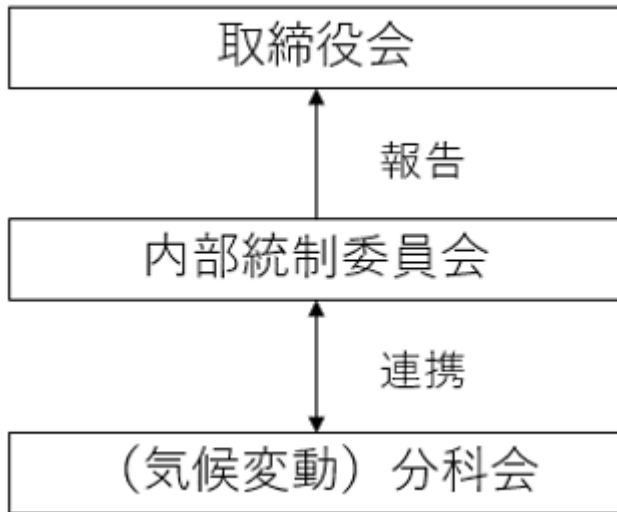 取締役会
報告
内部統制委員会
連携
（気候変動）分科会